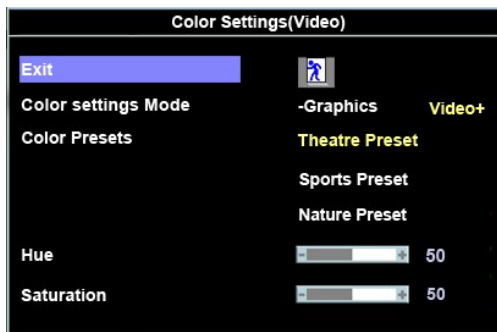 Color Settings(Video)
Exit
Color settings Mode -Graphics Video+
Color Presets Theatre Preset
Sports Preset
Nature Preset
Hue - + 50
Saturation - + 50